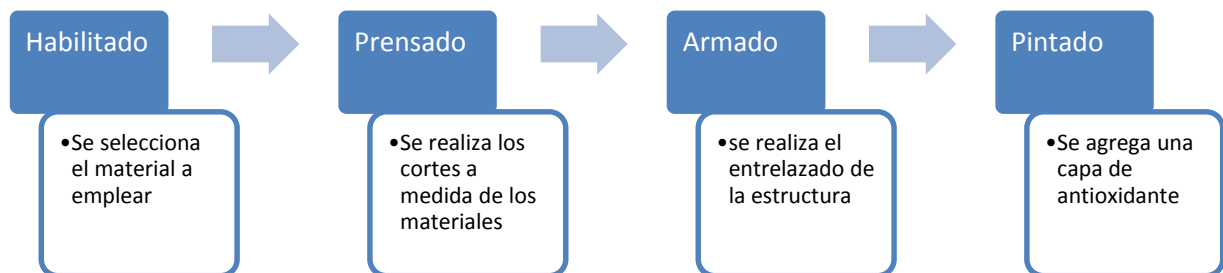 Habilitado
•Se selecciona
el material a
emplear
Prensado
•Se realiza los
cortes a
medida de los
materiales
Armado
•se realiza el
entrelazado de
la estructura
Pintado
•Se agrega una
capa de
antioxidante